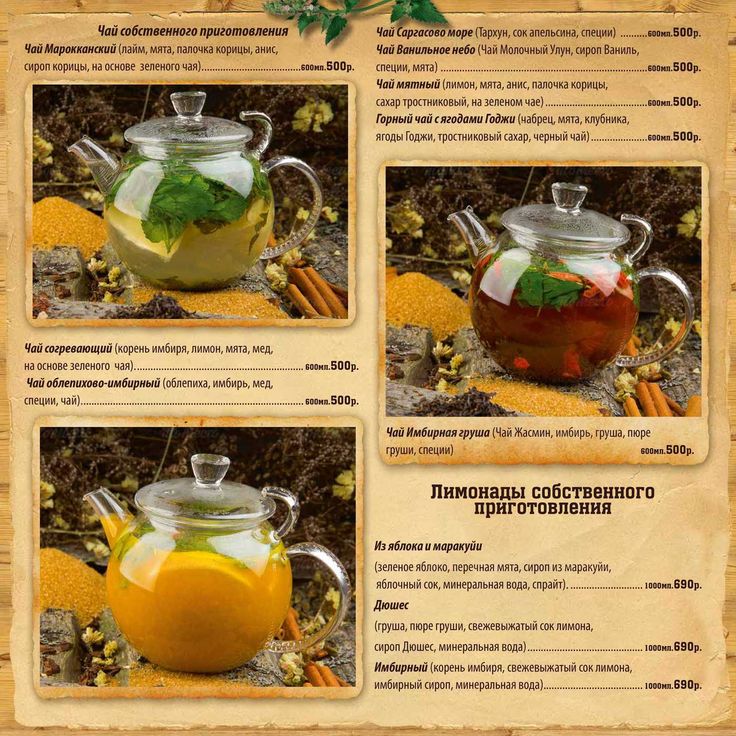 Чай собственного приготовления
Чай Марокканский (лайм, мята, палочка корицы, анис,
сироп корицы, на основе зеленого чая)......600мл.500р.
Чай согревающий (корень имбиря, лимон, мята, мед,
на основе зеленого чая)......600мл.500р.
Чай облепихово-имбирный (облепиха, имбирь, мед,
специи, чай)......600мл.500р.
Чай Саргасово море (Тархун, сок апельсина, специи) ......600мл.500р.
Чай Ванильное небо (Чай Молочный Улун, сироп Ваниль,
специи, мята)......600мл.500р.
Чай мятный (лимон, мята, анис, палочка корицы,
сахар тростниковый, на зеленом чае)......600мл.500р.
Горный чай с ягодами Годжи (чабрец, мята, клубника,
ягоды Годжи, тростниковый сахар, черный чай) ......600мл.500р.
Чай Имбирная груша (Чай Жасмин, имбирь, груша, пюре
груши, специи) 600мл.500р.
Лимонады собственного
приготовления
Из яблока и маракуйи
(зеленое яблоко, перечная мята, сироп из маракуйи,
яблочный сок, минеральная вода, спрайт). ......1000мл.690р.
Дюшес
(груша, пюре груши, свежевыжатый сок лимона,
сироп Дюшес, минеральная вода)......1000мл.690р.
Имбирный (корень имбиря, свежевыжатый сок лимона,
имбирный сироп, минеральная вода)......1000мл.690р.